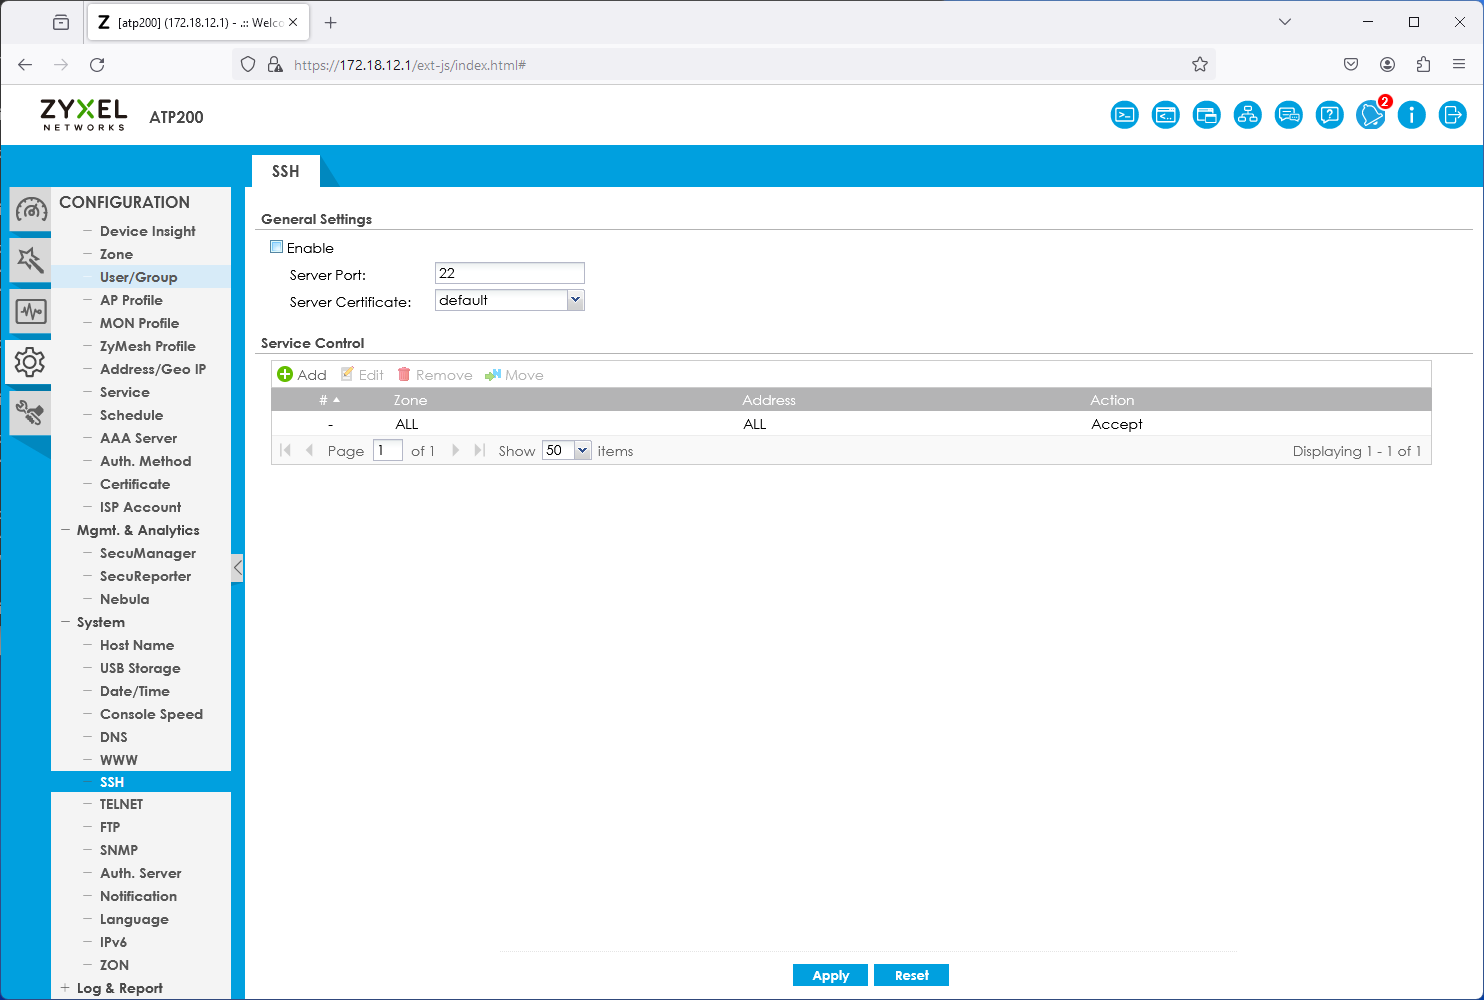 [atp200] (172.18.12.1) - .:: Welco
https://172.18.12.1/ext-js/index.html#
ZYXEL
NETWORKS
ATP200
2
SSH
CONFIGURATION
Device Insight
Zone
User/Group
AP Profile
MON Profile
ZyMesh Profile
Address/Geo IP
Service
Schedule
AAA Server
Auth. Method
Certificate
ISP Account
Mgmt. & Analytics
SecuManager
SecuReporter
Nebula
System
Host Name
USB Storage
Date/Time
Console Speed
DNS
WWW
SSH
TELNET
FTP
SNMP
Auth. Server
Notification
Language
IPv6
ZON
Log & Report
General Settings
Enable
Server Port: 22
Server Certificate: default
Service Control
Add Edit Remove Move
# Zone Address Action
- ALL ALL Accept
Page 1 of 1 Show 50 items Displaying 1 - 1 of 1
Apply Reset